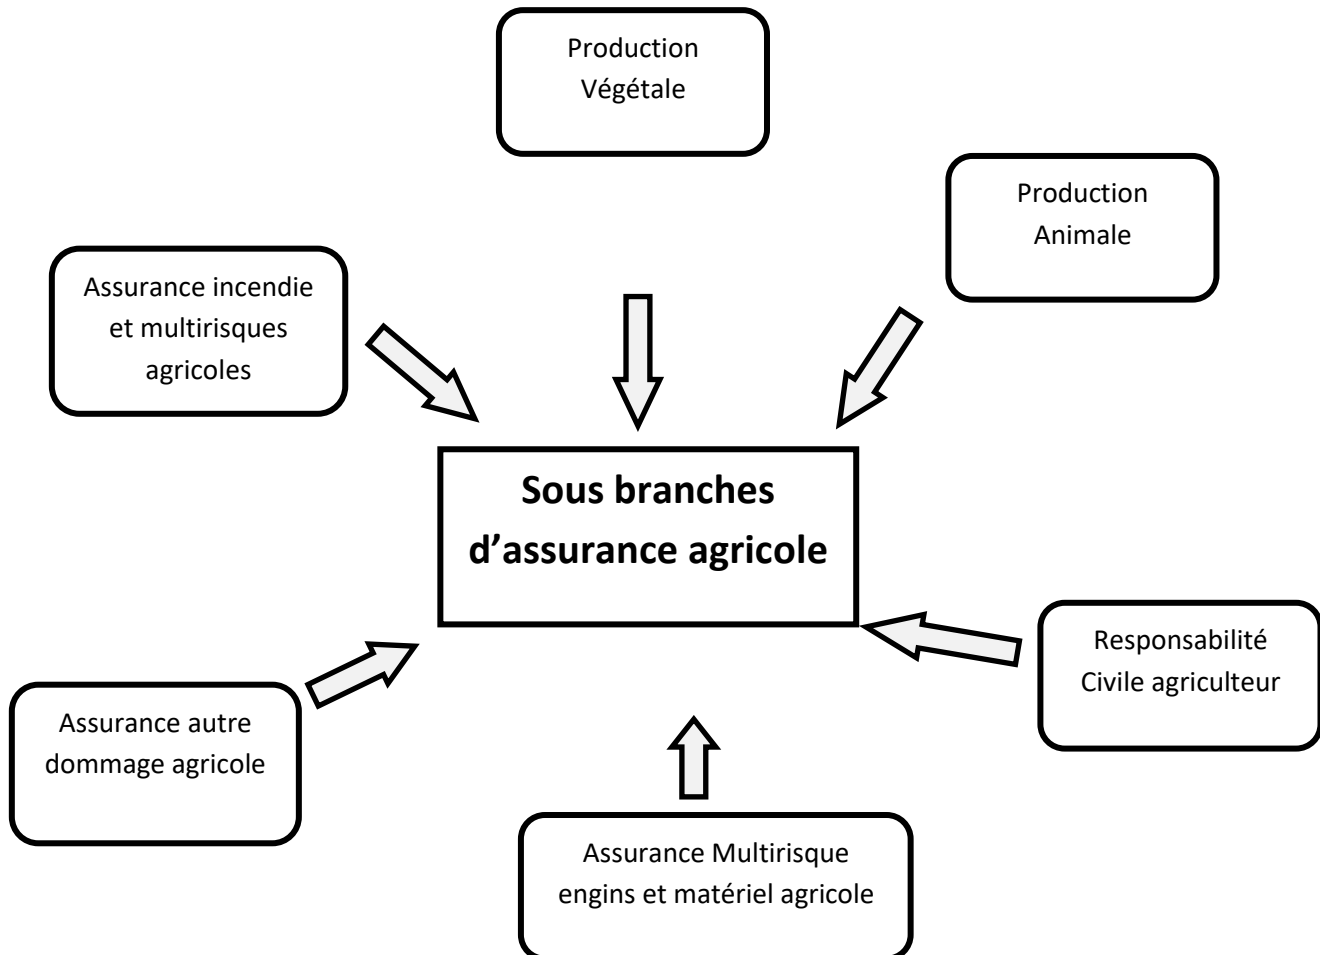 Production
Végétale
Production
Animale
Assurance incendie
et multirisques
agricoles
Sous branches
d’assurance agricole
Responsabilité
Civile agriculteur
Assurance autre
dommage agricole
Assurance Multirisque
engins et matériel agricole